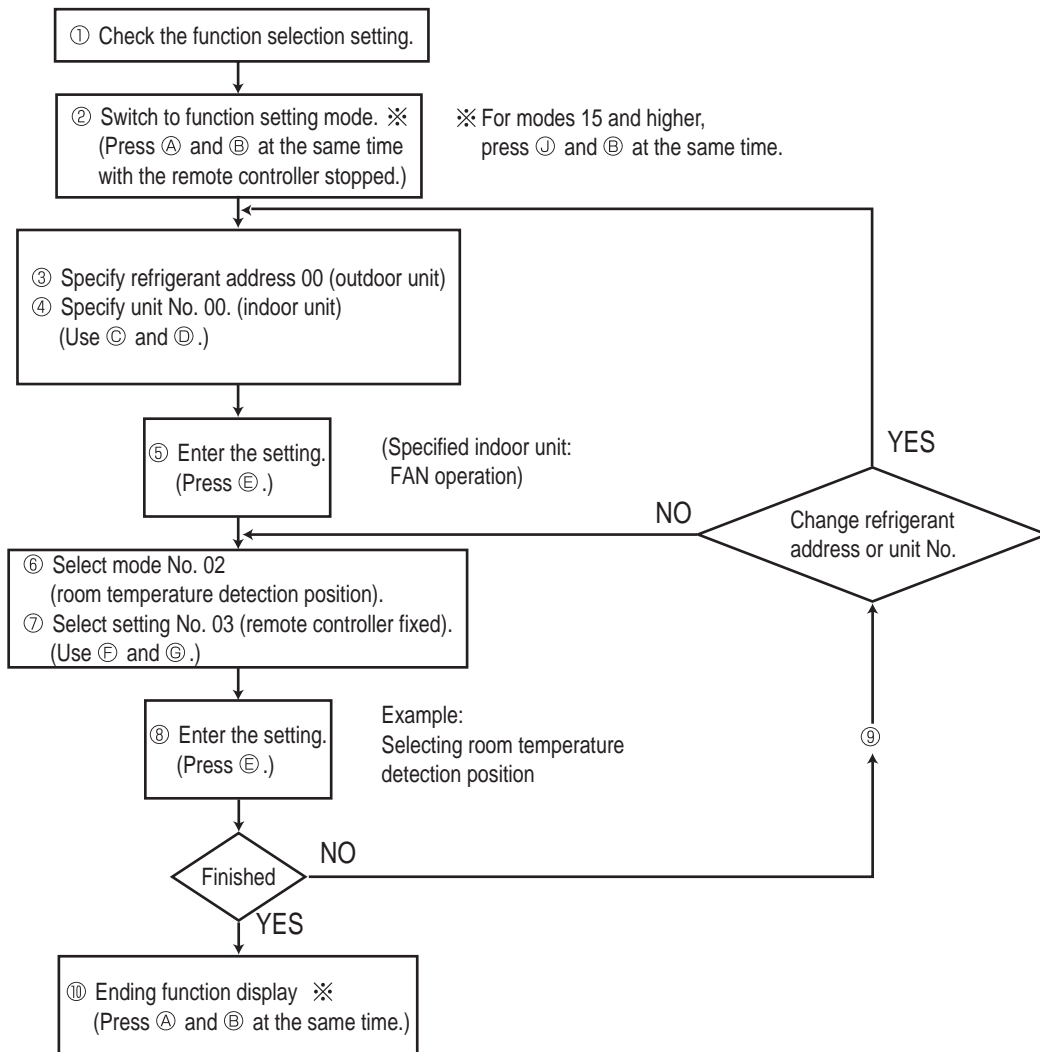 ① Check the function selection setting.
② Switch to function setting mode. ※
(Press Ⓐ and Ⓑ at the same time
with the remote controller stopped.)
※ For modes 15 and higher,
press Ⓙ and Ⓑ at the same time.
③ Specify refrigerant address 00 (outdoor unit)
④ Specify unit No. 00. (indoor unit)
(Use Ⓒ and Ⓓ.)
⑤ Enter the setting.
(Press Ⓔ.)
(Specified indoor unit:
FAN operation)
YES
NO
Change refrigerant
address or unit No.
⑥ Select mode No. 02
(room temperature detection position).
⑦ Select setting No. 03 (remote controller fixed).
(Use Ⓕ and Ⓖ.)
⑧ Enter the setting.
(Press Ⓔ.)
Example:
Selecting room temperature
detection position
⑨
Finished
NO
YES
⑩ Ending function display ※
(Press Ⓐ and Ⓑ at the same time.)